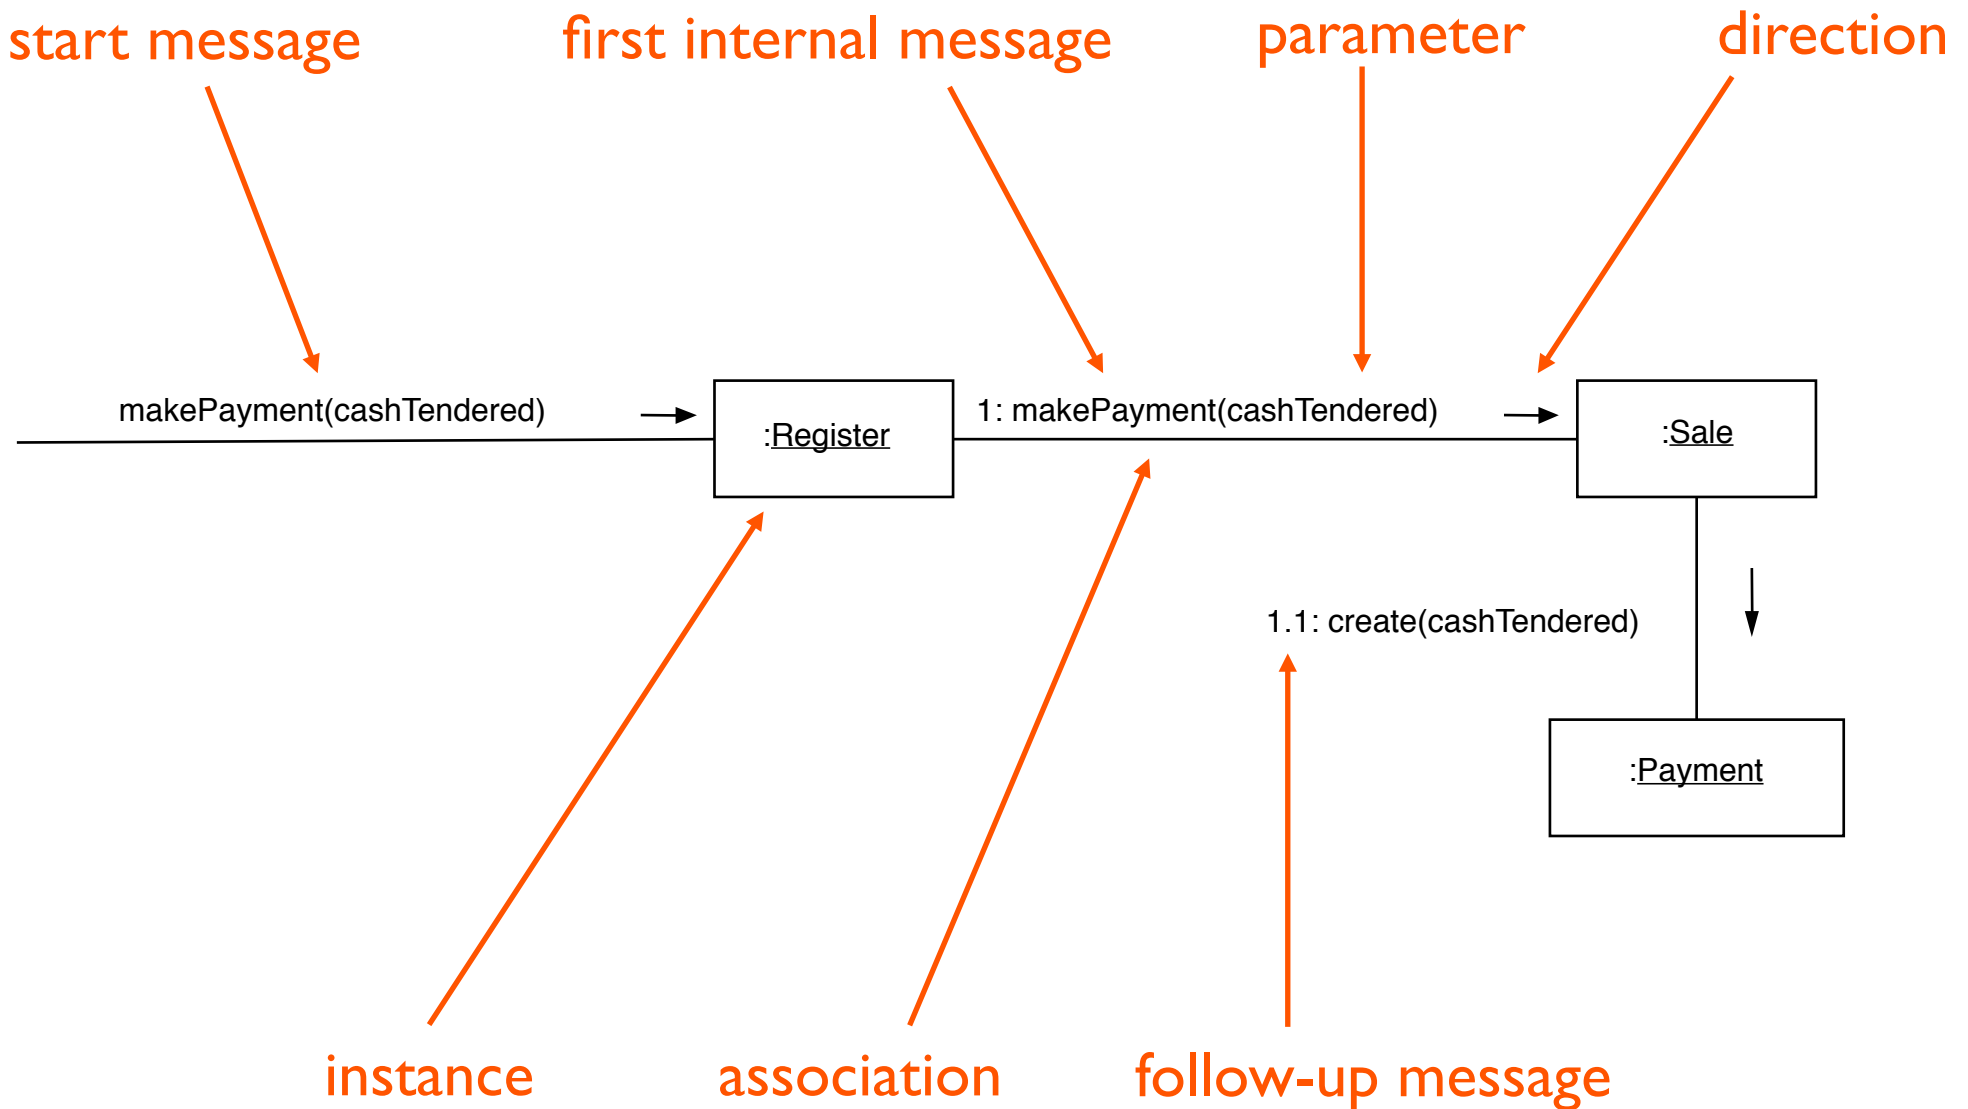 start message
first internal message
parameter
direction
makePayment(cashTendered)
:Register
1: makePayment(cashTendered)
:Sale
1.1: create(cashTendered)
:Payment
instance
association
follow-up message